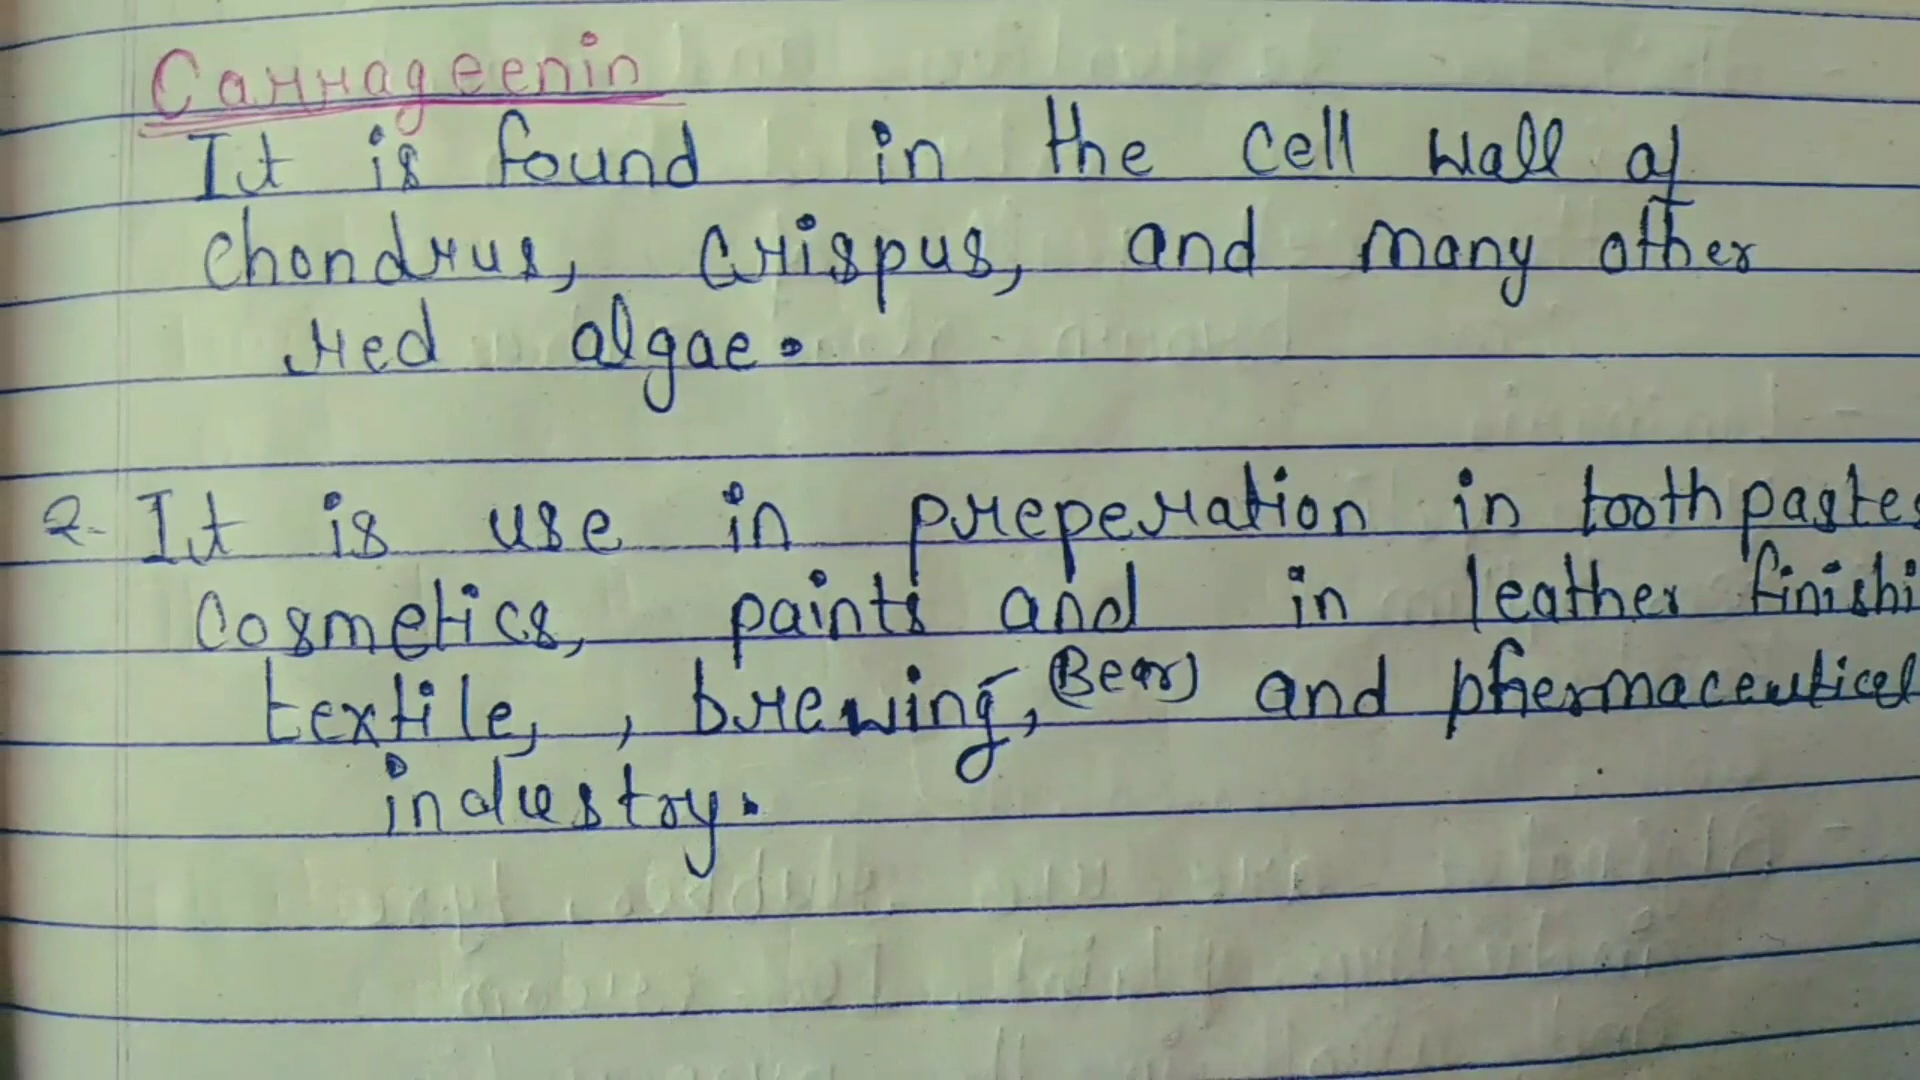 Carrageenin
It is found in the cell wall of
chondrus, crispus, and many other
red algae.
2. It is use in preperation in toothpaste
cosmetics, paints and in leather finishi
textile, , brewing, (Bear) and phermaceutical
industry.